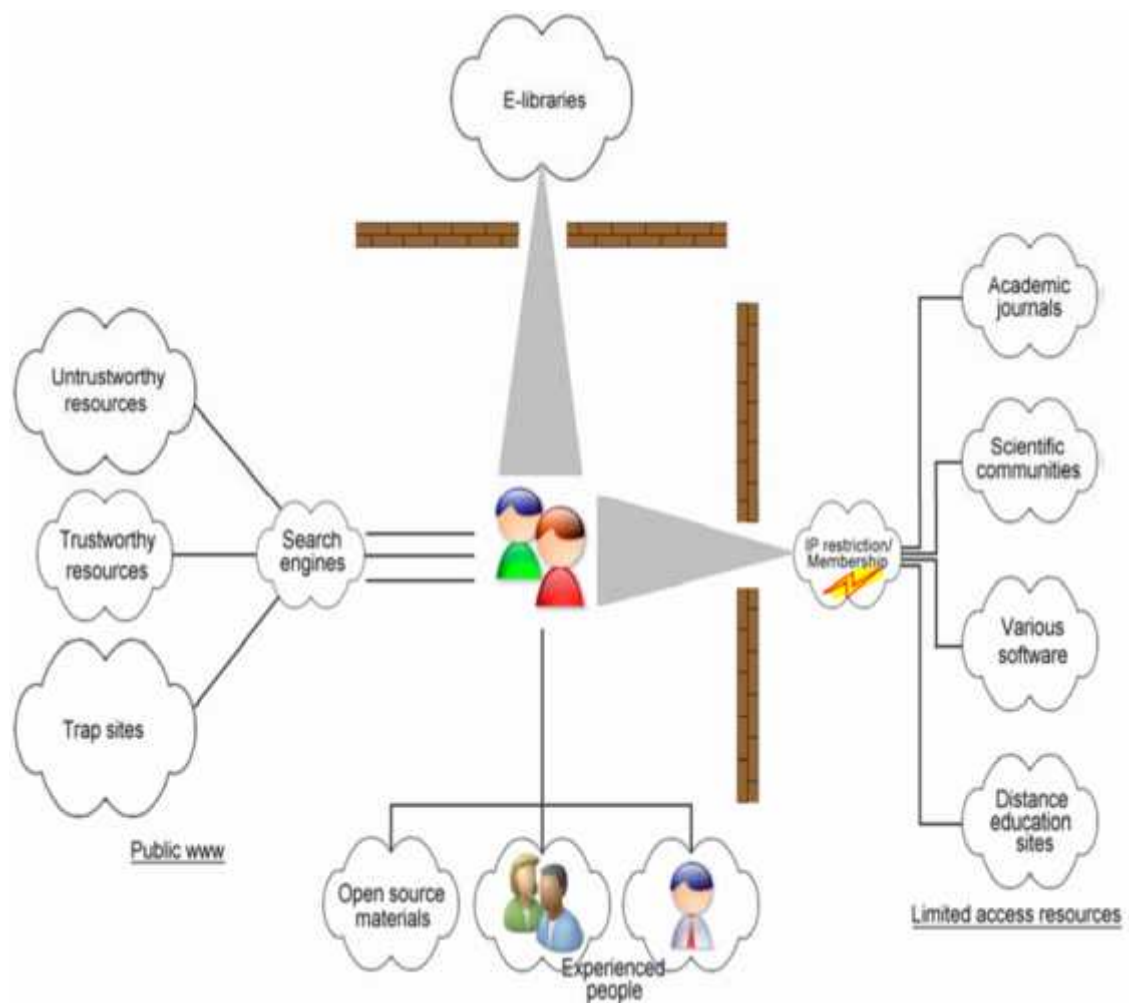 E-libraries
Untrustworthy
resources
Trustworthy
resources
Trap sites
Public www
Search
engines
Open source
materials
Experienced
people
IP restriction/
Membership
Academic
journals
Scientific
communities
Various
software
Distance
education
sites
Limited access resources